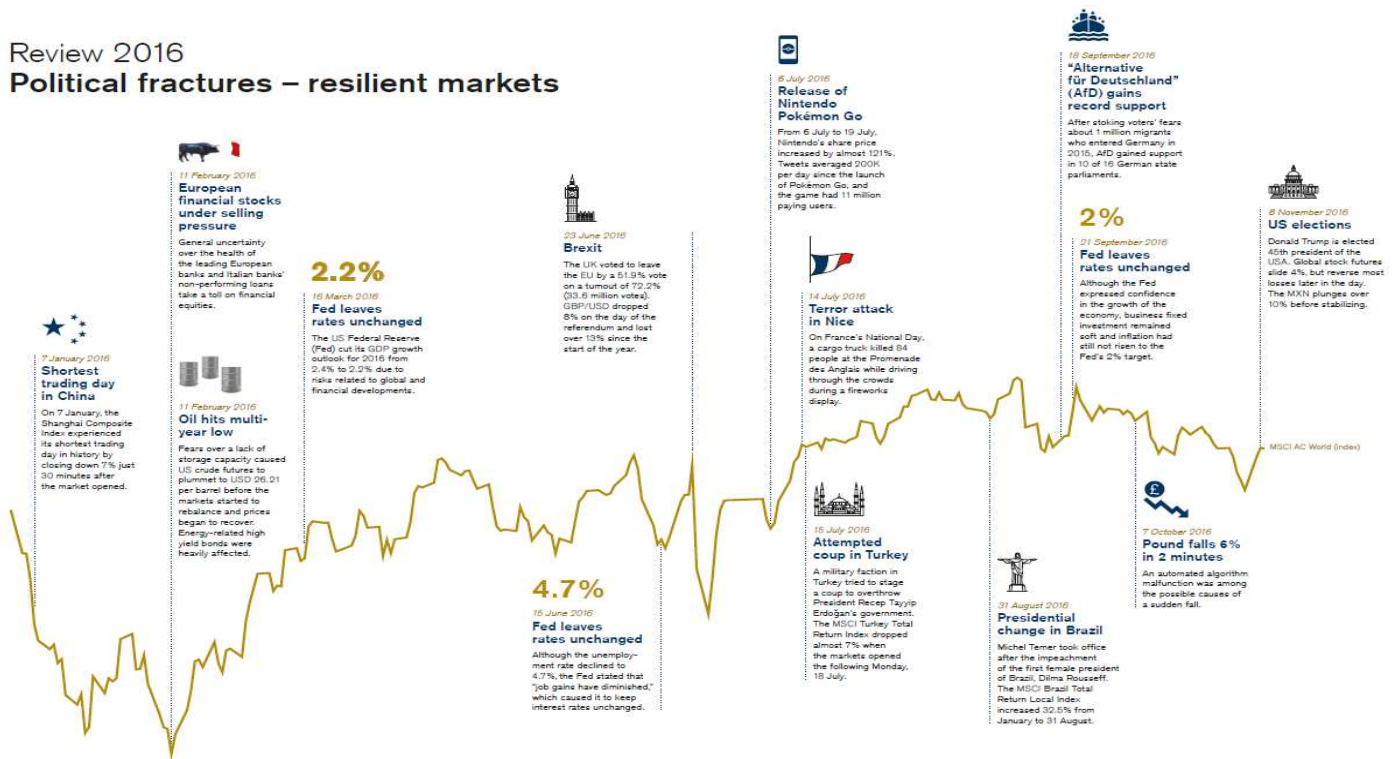 Review 2016
Political fractures – resilient markets
7 January 2016
Shortest
trading day
in China
On 7 January, the
Shanghai Composite
Index experienced
its shortest trading
day in history by
closing down 7% just
30 minutes after
the market opened.
11 February 2016
European
financial stocks
under selling
pressure
General uncertainty
over the health of
the leading European
banks and Italian banks'
non-performing loans
take a toll on financial
equities.
11 February 2016
Oil hits multi-
year low
Fears over a lack of
storage capacity caused
US crude futures to
plummet to USD 26.21
per barrel before the
markets started to
rebalance and prices
began to recover.
Energy-related high
yield bonds were
heavily affected.
2.2%
16 March 2016
Fed leaves
rates unchanged
The US Federal Reserve
(Fed) cut its GDP growth
outlook for 2016 from
2.4% to 2.2% due to
risks related to global and
financial developments.
4.7%
15 June 2016
Fed leaves
rates unchanged
Although the unemploy-
ment rate declined to
4.7%, the Fed stated that
"job gains have diminished,"
which caused it to keep
interest rates unchanged.
23 June 2016
Brexit
The UK voted to leave
the EU by a 51.9% vote
on a turnout of 72.2%
(33.6 million votes).
GBP/USD dropped
8% on the day of the
referendum and lost
over 13% since the
start of the year.
6 July 2016
Release of
Nintendo
Pokémon Go
From 6 July to 19 July,
Nintendo's share price
increased by almost 121%.
Tweets averaged 200K
per day since the launch
of Pokémon Go, and
the game had 11 million
paying users.
14 July 2016
Terror attack
in Nice
On France's National Day,
a cargo truck killed 84
people at the Promenade
des Anglais while driving
through the crowds
during a fireworks
display.
15 July 2016
Attempted
coup in Turkey
A military faction in
Turkey tried to stage
a coup to overthrow
President Recep Tayyip
Erdoğan's government.
The MSCI Turkey Total
Return Index dropped
almost 7% when
the markets opened
the following Monday,
18 July.
31 August 2016
Presidential
change in Brazil
Michel Temer took office
after the impeachment
of the first female president
of Brazil, Dilma Rousseff.
The MSCI Brazil Total
Return Local Index
increased 32.5% from
January to 31 August.
18 September 2016
"Alternative
für Deutschland"
(AfD) gains
record support
After stoking voters' fears
about 1 million migrants
who entered Germany in
2015, AfD gained support
in 10 of 16 German state
parliaments.
2%
21 September 2016
Fed leaves
rates unchanged
Although the Fed
expressed confidence
in the growth of the
economy, business fixed
investment remained
soft and inflation had
still not risen to the
Fed's 2% target.
£
7 October 2016
Pound falls 6%
in 2 minutes
An automated algorithm
malfunction was among
the possible causes of
a sudden fall.
8 November 2016
US elections
Donald Trump is elected
45th president of the
USA. Global stock futures
slide 4%, but reverse most
losses later in the day.
The MXN plunges over
10% before stabilizing.
MSCI AC World (index)